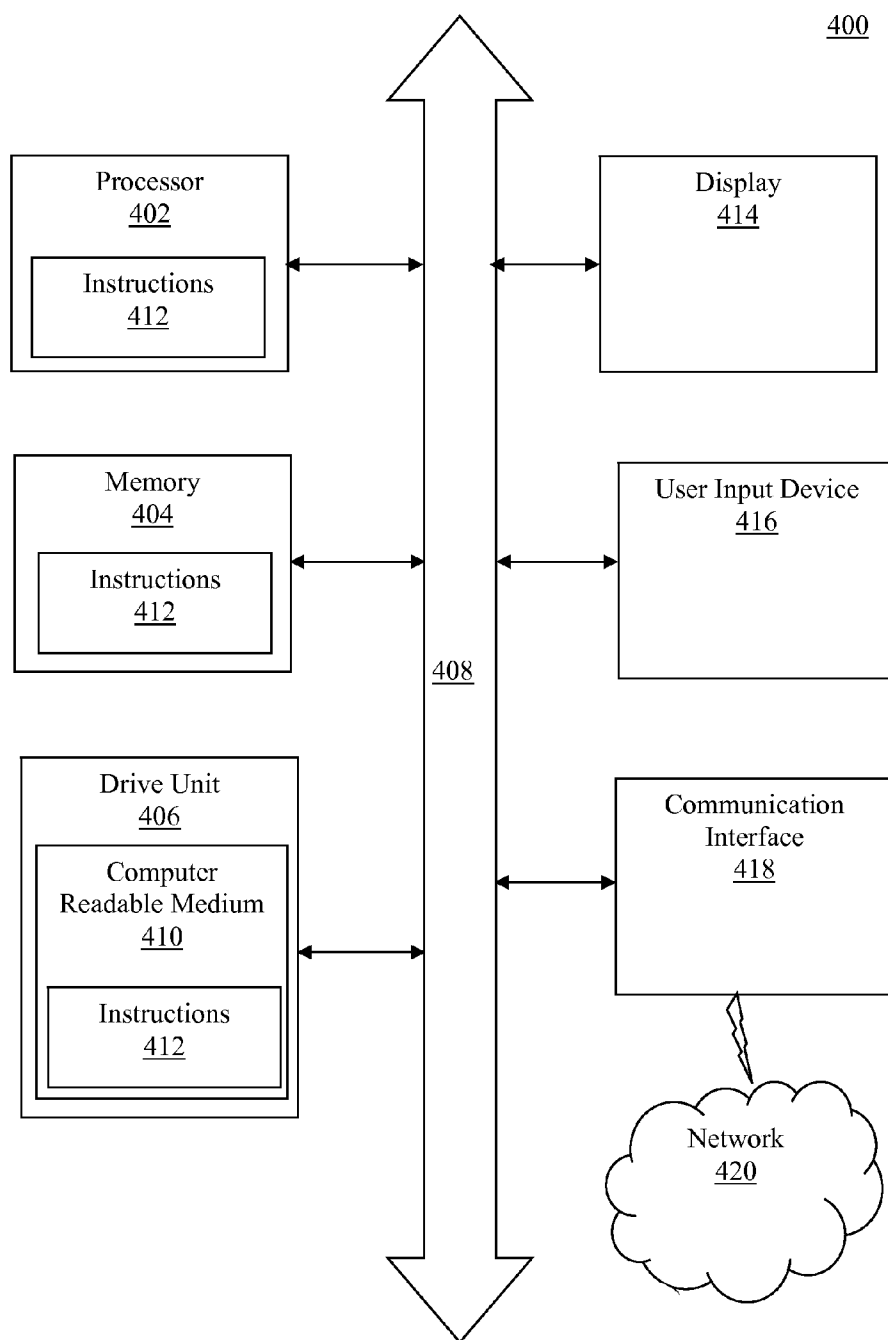 400
Processor
402
Instructions
412
Display
414
Memory
404
Instructions
412
User Input Device
416
408
Drive Unit
406
Computer
Readable Medium
410
Instructions
412
Communication
Interface
418
Network
420